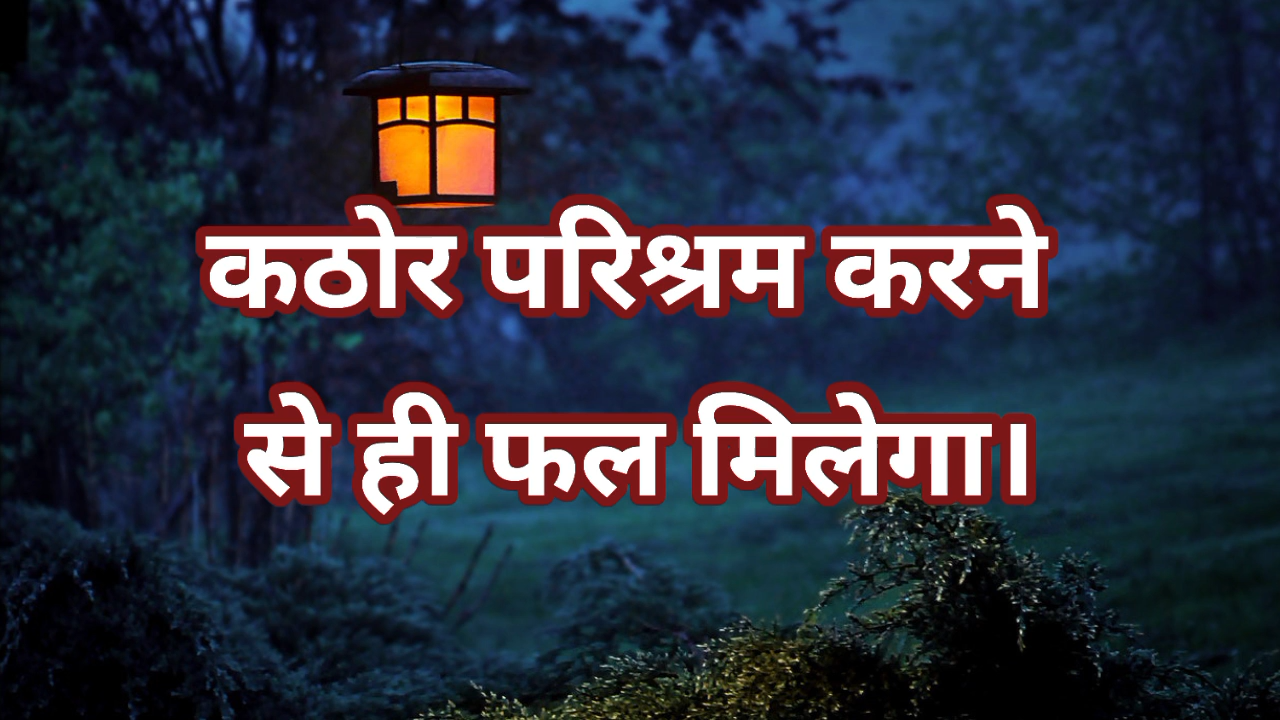 कठोर परिश्रम करने
से ही फल मिलेगा।